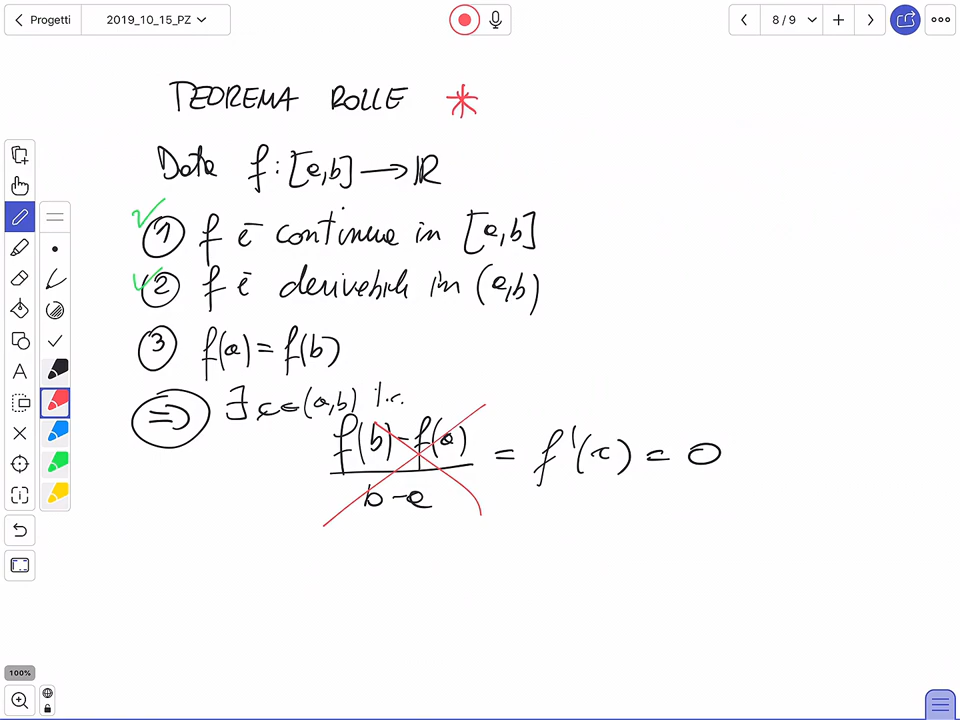 Progetti
2019_10_15_PZ
8 / 9
TEOREMA ROLLE *
Data f : [a,b] → ℝ
✓ ① f è continua in [a,b]
✓ ② f è derivabile in (a,b)
③ f(a) = f(b)
⇒ ∃ c ∈ (a,b) t.c.
f(b) - f(a)
= f'(c) = 0
b - a
A
100%